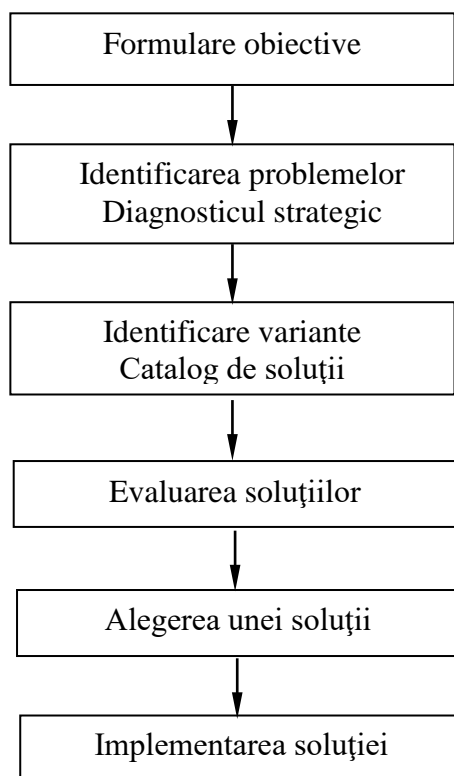 Formulare obiective
Identificarea problemelor
Diagnosticul strategic
Identificare variante
Catalog de soluţii
Evaluarea soluţiilor
Alegerea unei soluţii
Implementarea soluţiei